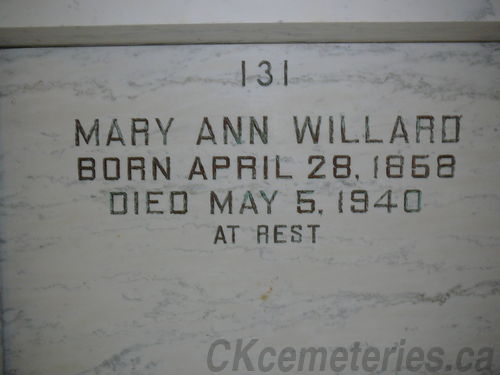 131
MARY ANN WILLARD
BORN APRIL 28, 1858
DIED MAY 5, 1940
AT REST
CKcemeteries.ca